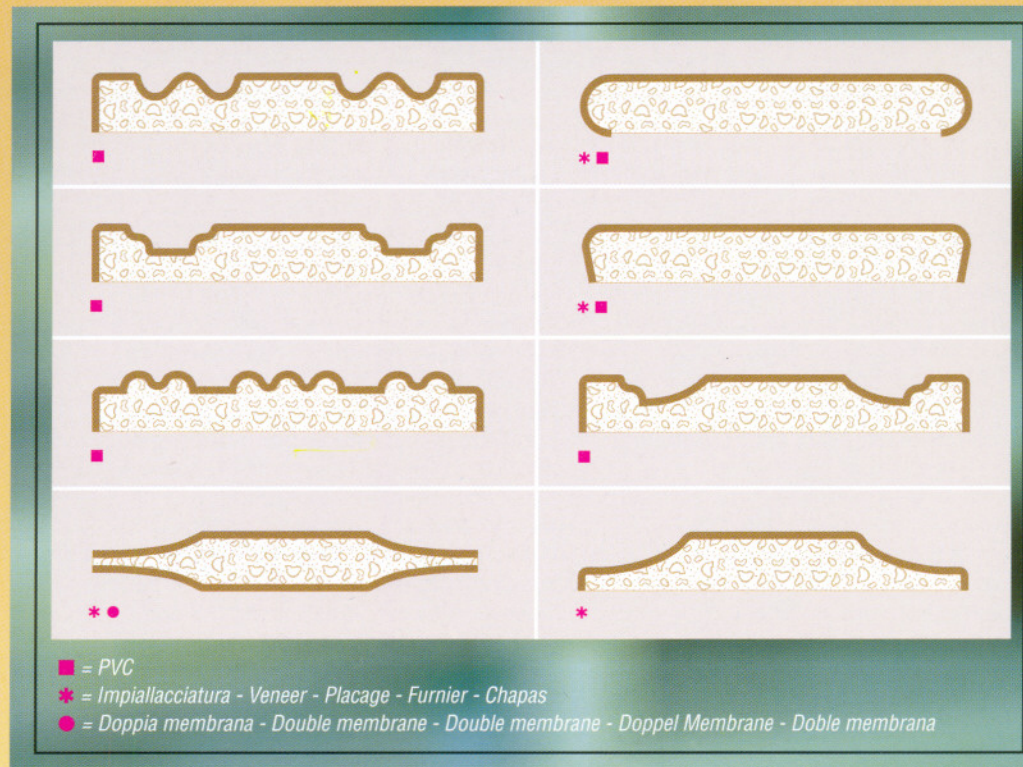 ■ = PVC
* = Impiallacciatura - Veneer - Placage - Furnier - Chapas
● = Doppia membrana - Double membrane - Double membrane - Doppel Membrane - Doble membrana